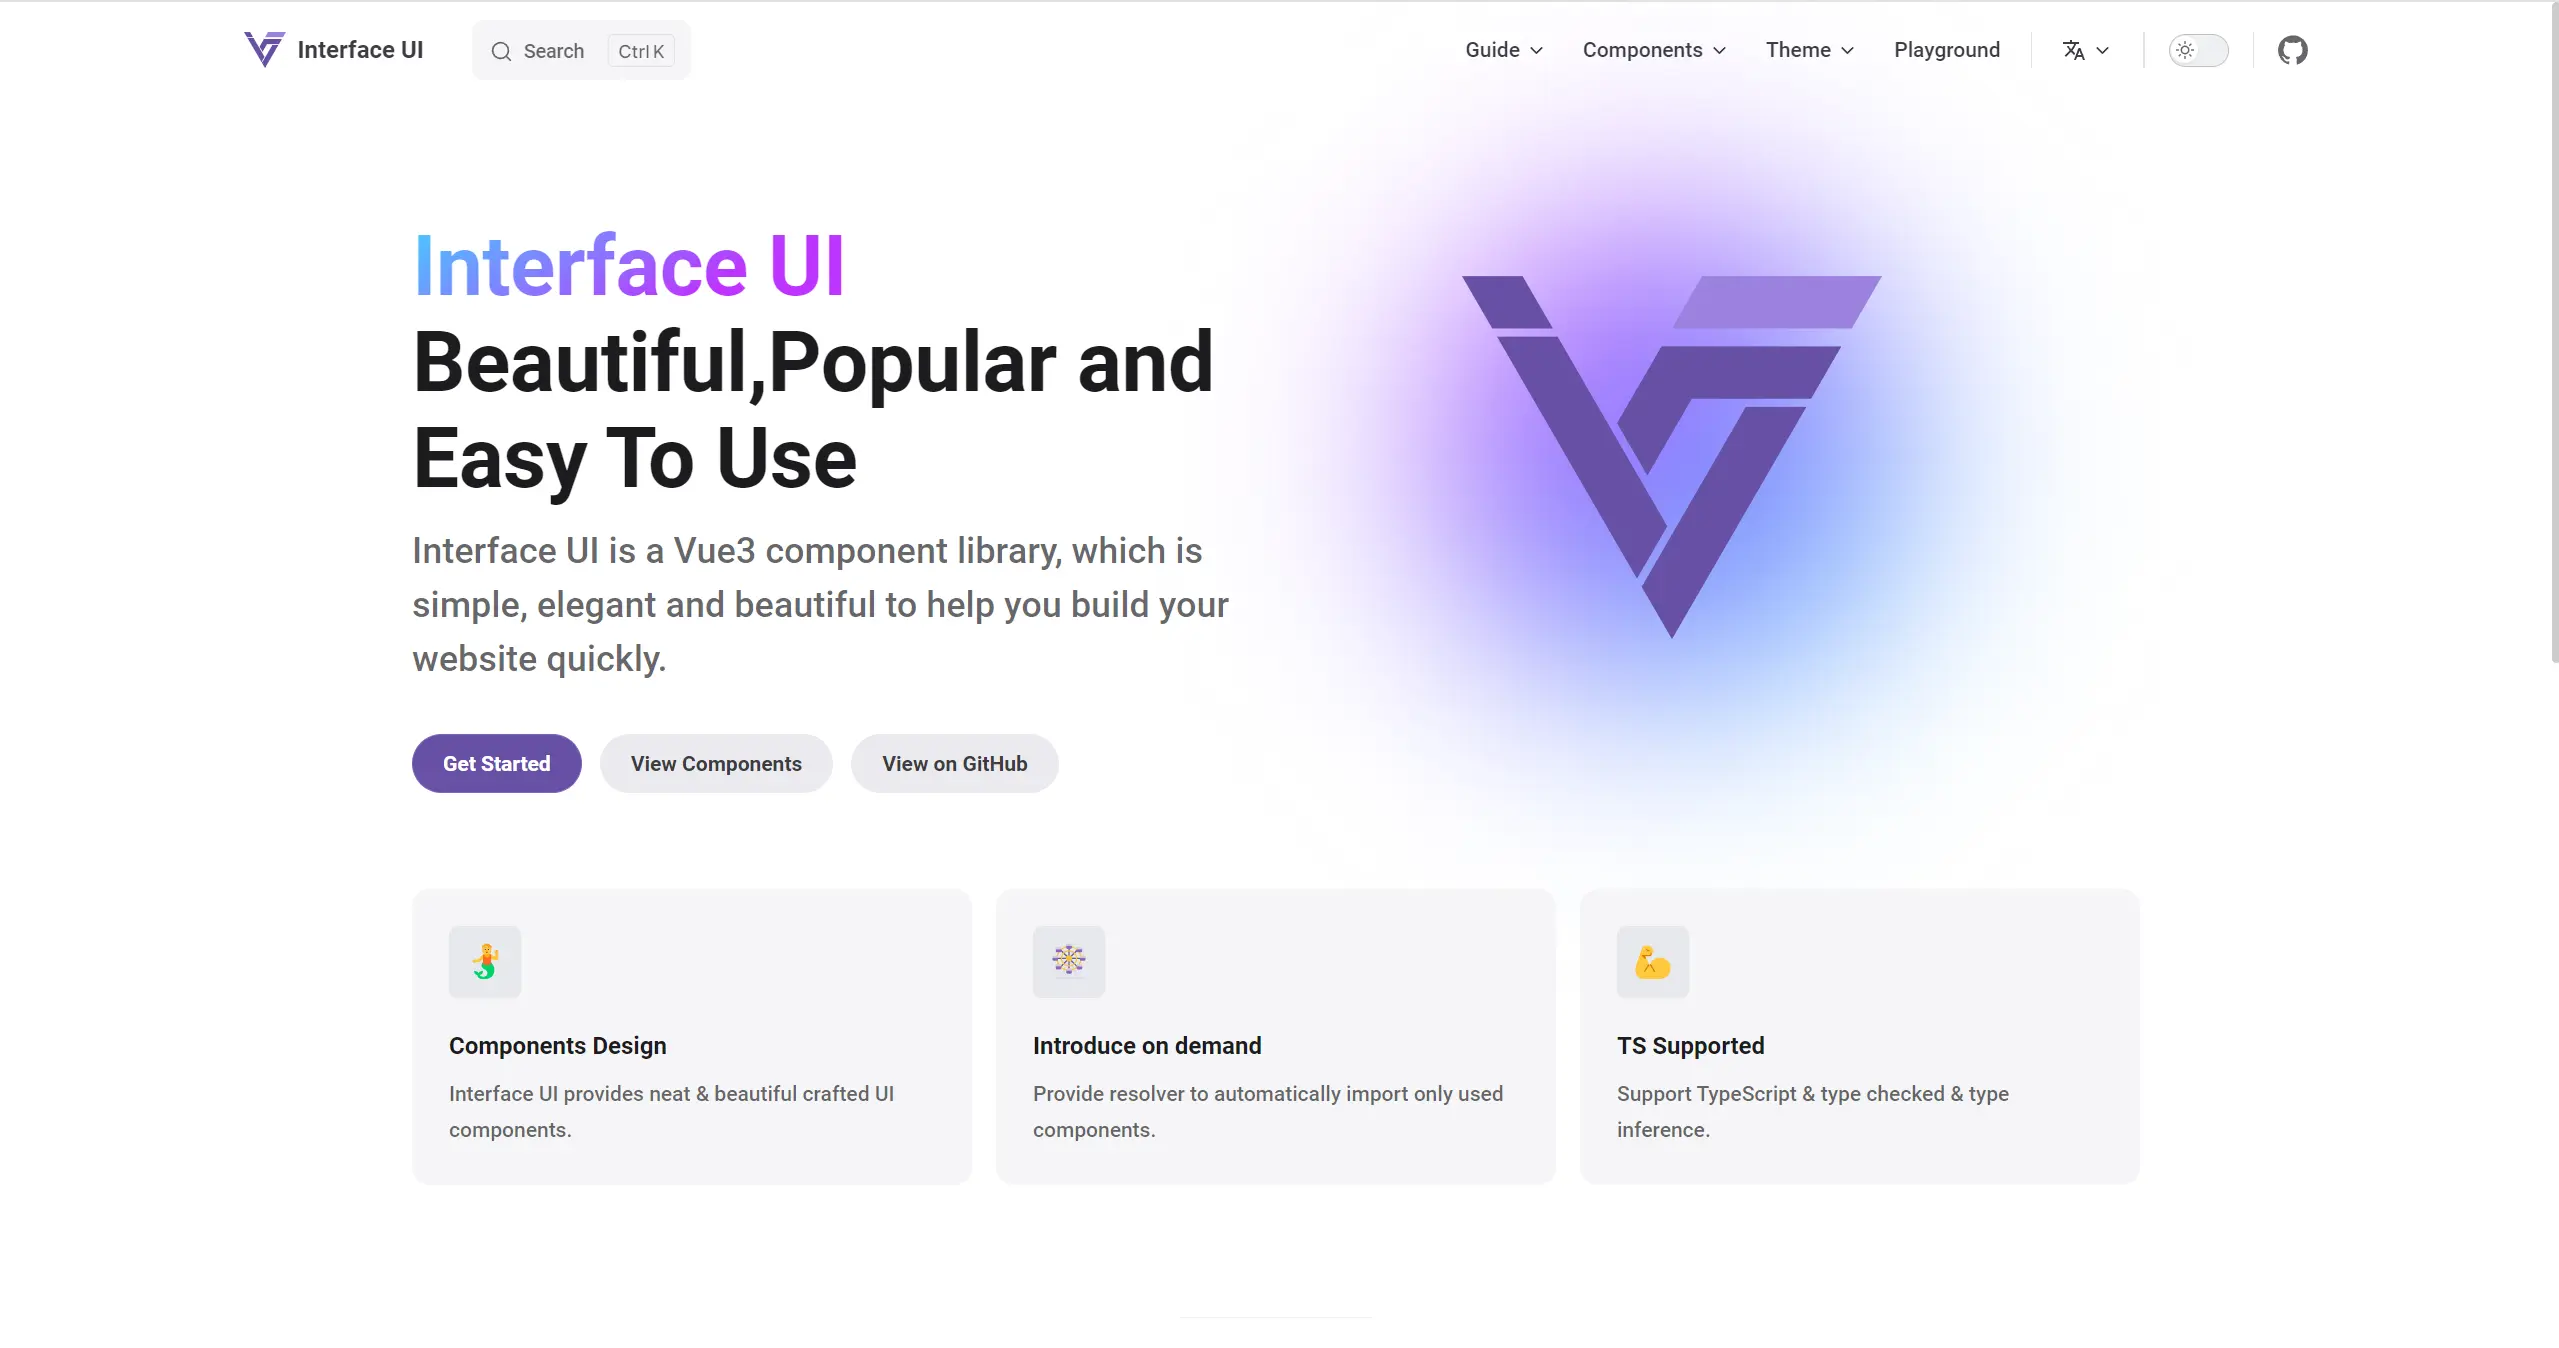 Interface UI
Search Ctrl K
Guide Components Theme Playground
Interface UI
Beautiful,Popular and
Easy To Use
Interface UI is a Vue3 component library, which is
simple, elegant and beautiful to help you build your
website quickly.
Get Started View Components View on GitHub
Components Design
Interface UI provides neat & beautiful crafted UI
components.
Introduce on demand
Provide resolver to automatically import only used
components.
TS Supported
Support TypeScript & type checked & type
inference.